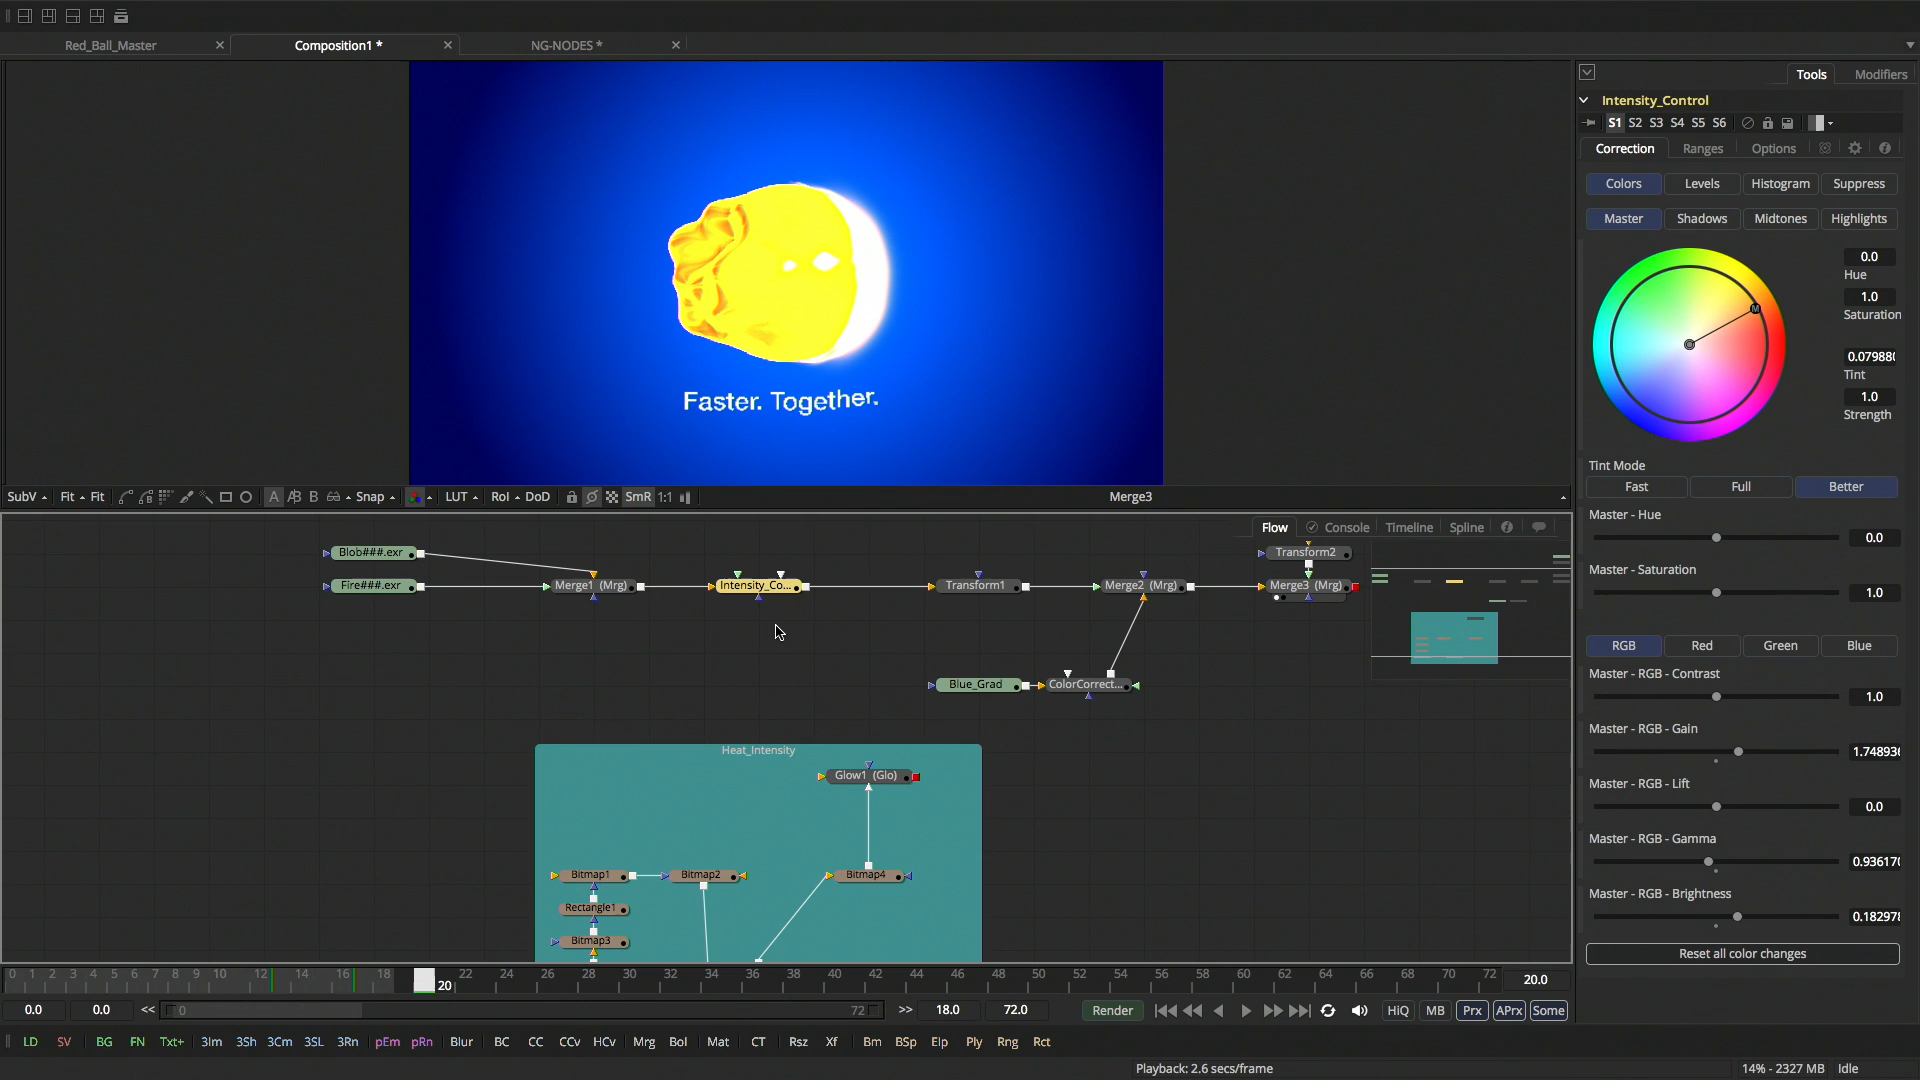 Red_Ball_Master
Composition1 *
NG-NODES *
Faster. Together.
SubV Fit Fit A A|B B Snap LUT RoI DoD SmR 1:1 Merge3
Flow Console Timeline Spline
Blob###.exr
Transform2
Fire###.exr
Merge1 (Mrg)
Intensity_Co...
Transform1
Merge2 (Mrg)
Merge3 (Mrg)
Blue_Grad
ColorCorrect...
Heat_Intensity
Glow1 (Glo)
Bitmap1
Bitmap2
Bitmap4
Rectangle1
Bitmap3
0 1 2 3 4 5 6 7 8 9 10 12 14 16 18 20 22 24 26 28 30 32 34 36 38 40 42 44 46 48 50 52 54 56 58 60 62 64 66 68 70 72 20.0
0.0 0.0 << 0 72 >> 18.0 72.0 Render HiQ MB Prx APrx Some
LD SV BG FN Txt+ 3Im 3Sh 3Cm 3SL 3Rn pEm pRn Blur BC CC CCv HCv Mrg Bol Mat CT Rsz Xf Bm BSp Elp Ply Rng Rct
Playback: 2.6 secs/frame 14% - 2327 MB Idle
Tools Modifiers
Intensity_Control
S1 S2 S3 S4 S5 S6
Correction Ranges Options
Colors Levels Histogram Suppress
Master Shadows Midtones Highlights
M
0.0
Hue
1.0
Saturation
0.079880
Tint
1.0
Strength
Tint Mode
Fast Full Better
Master - Hue
0.0
Master - Saturation
1.0
RGB Red Green Blue
Master - RGB - Contrast
1.0
Master - RGB - Gain
1.748936
Master - RGB - Lift
0.0
Master - RGB - Gamma
0.936170
Master - RGB - Brightness
0.182978
Reset all color changes